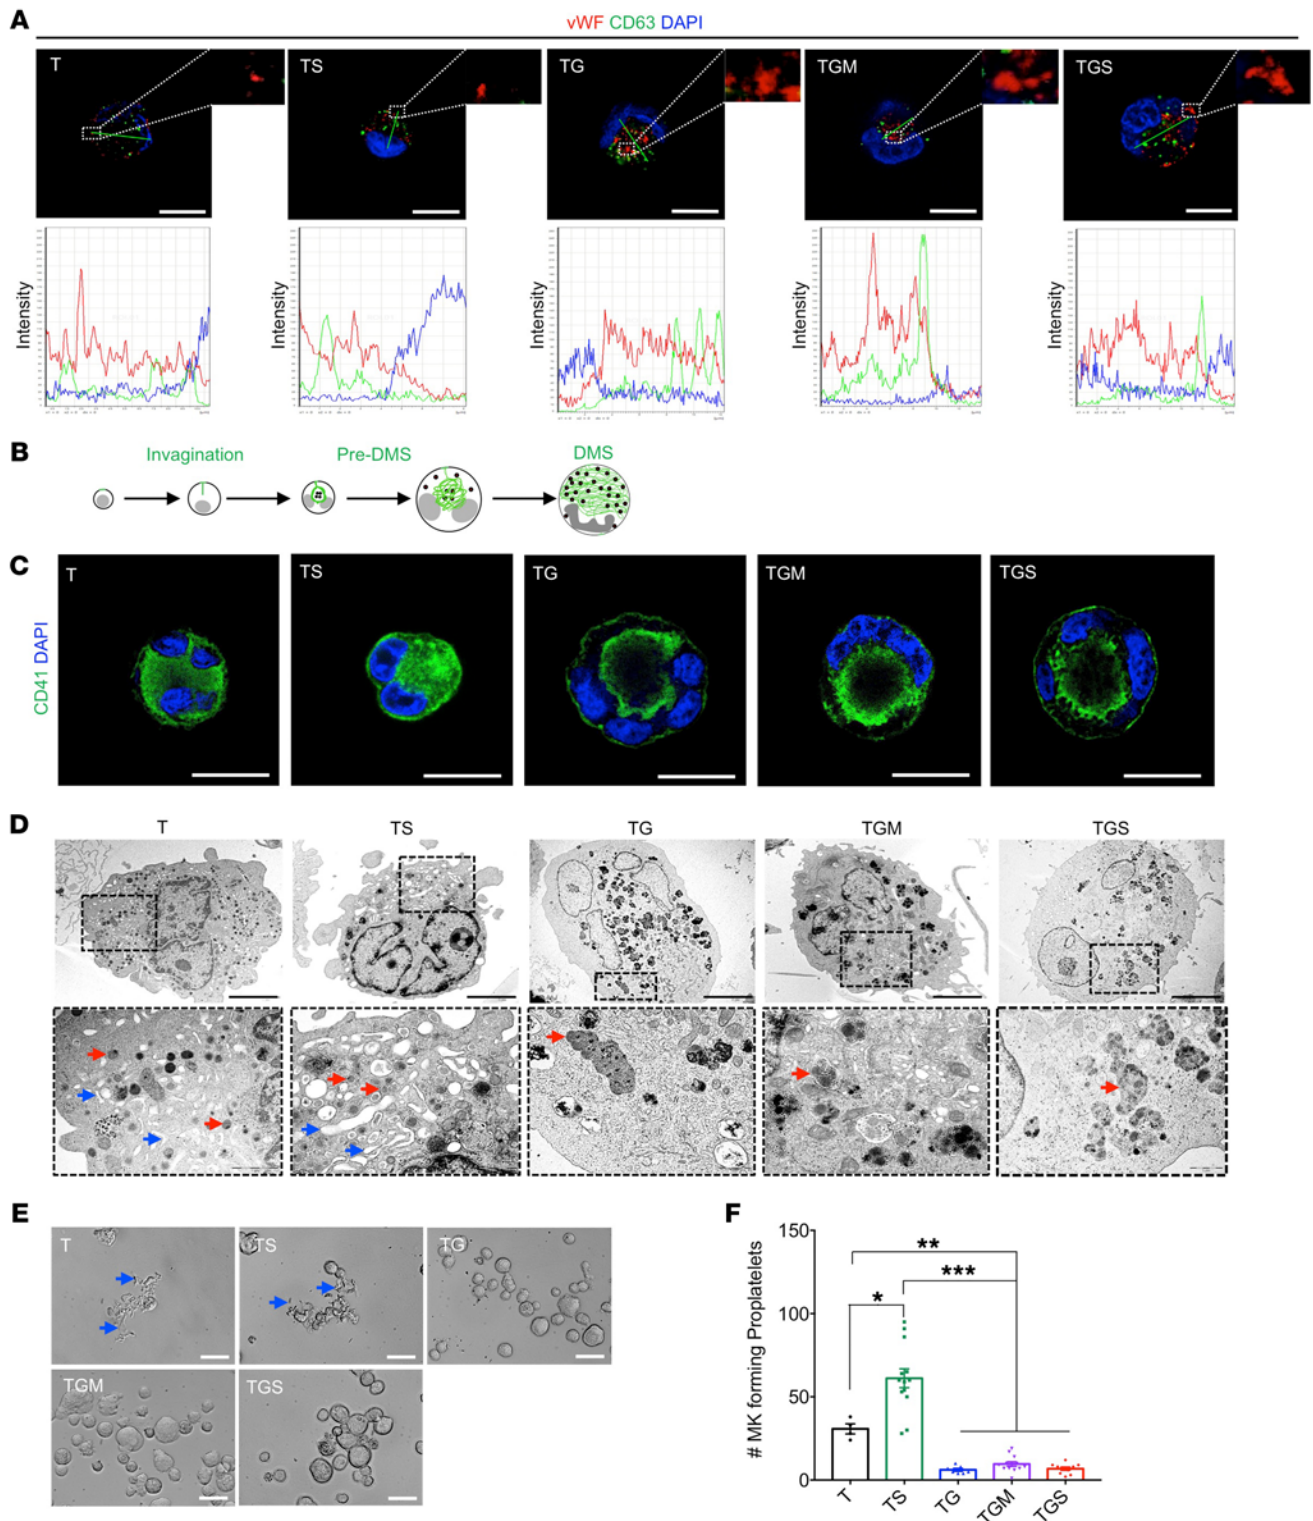 A
vWF CD63 DAPI
T
TS
TG
TGM
TGS
Intensity
Intensity
Intensity
Intensity
Intensity
B
Invagination
Pre-DMS
DMS
C
CD41 DAPI
T
TS
TG
TGM
TGS
D
T
TS
TG
TGM
TGS
E
T
TS
TG
TGM
TGS
F
# MK forming Proplatelets
150
100
50
0
**
***
*
T
TS
TG
TGM
TGS